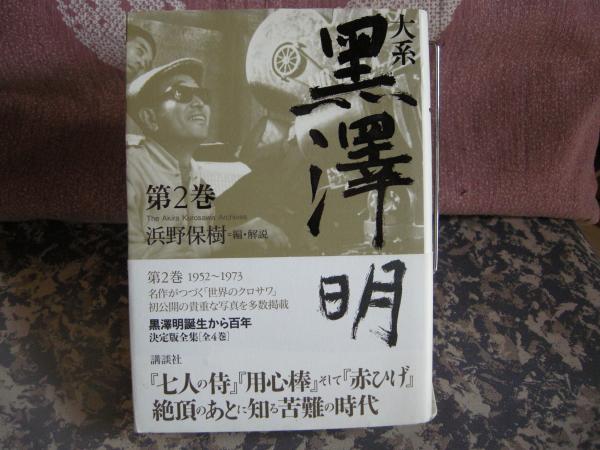 大系
黒澤明
第2巻
The Akira Kurosawa Archives
浜野保樹=編・解説
第2巻 1952～1973
名作がつづく「世界のクロサワ」
初公開の貴重な写真を多数掲載
黒澤明誕生から百年
決定版全集[全4巻]
講談社
『七人の侍』『用心棒』そして『赤ひげ』
絶頂のあとに知る苦難の時代